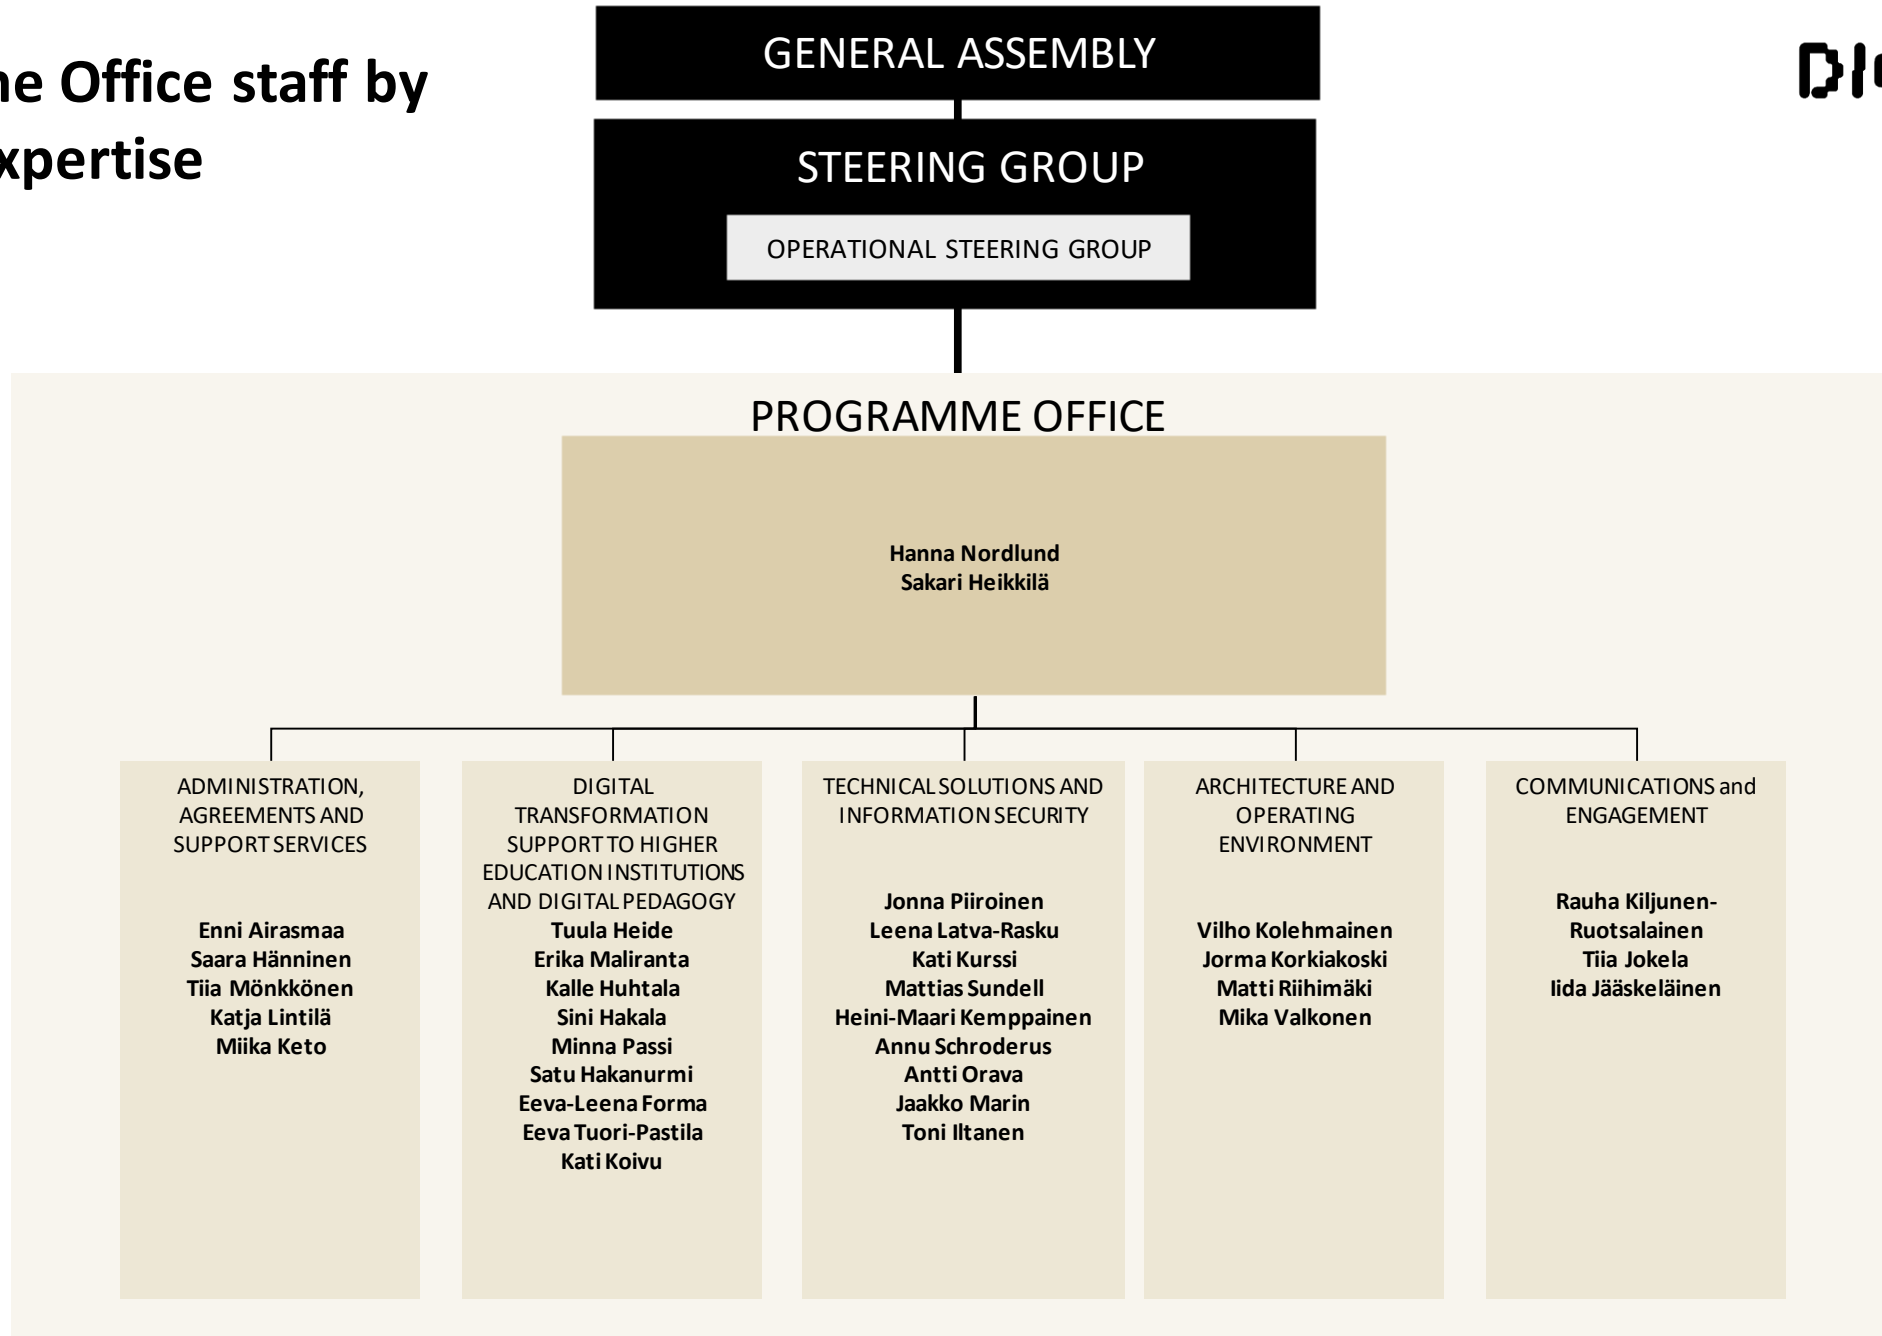 ne Office staff by
xpertise
GENERAL ASSEMBLY
STEERING GROUP
OPERATIONAL STEERING GROUP
PROGRAMME OFFICE
Hanna Nordlund
Sakari Heikkilä
ADMINISTRATION,
AGREEMENTS AND
SUPPORT SERVICES
Enni Airasmaa
Saara Hänninen
Tiia Mönkkönen
Katja Lintilä
Miika Keto
DIGITAL
TRANSFORMATION
SUPPORT TO HIGHER
EDUCATION INSTITUTIONS
AND DIGITAL PEDAGOGY
Tuula Heide
Erika Maliranta
Kalle Huhtala
Sini Hakala
Minna Passi
Satu Hakanurmi
Eeva-Leena Forma
Eeva Tuori-Pastila
Kati Koivu
TECHNICAL SOLUTIONS AND
INFORMATION SECURITY
Jonna Piiroinen
Leena Latva-Rasku
Kati Kurssi
Mattias Sundell
Heini-Maari Kemppainen
Annu Schroderus
Antti Orava
Jaakko Marin
Toni Iltanen
ARCHITECTURE AND
OPERATING
ENVIRONMENT
Vilho Kolehmainen
Jorma Korkiakoski
Matti Riihimäki
Mika Valkonen
COMMUNICATIONS and
ENGAGEMENT
Rauha Kiljunen-
Ruotsalainen
Tiia Jokela
Iida Jääskeläinen